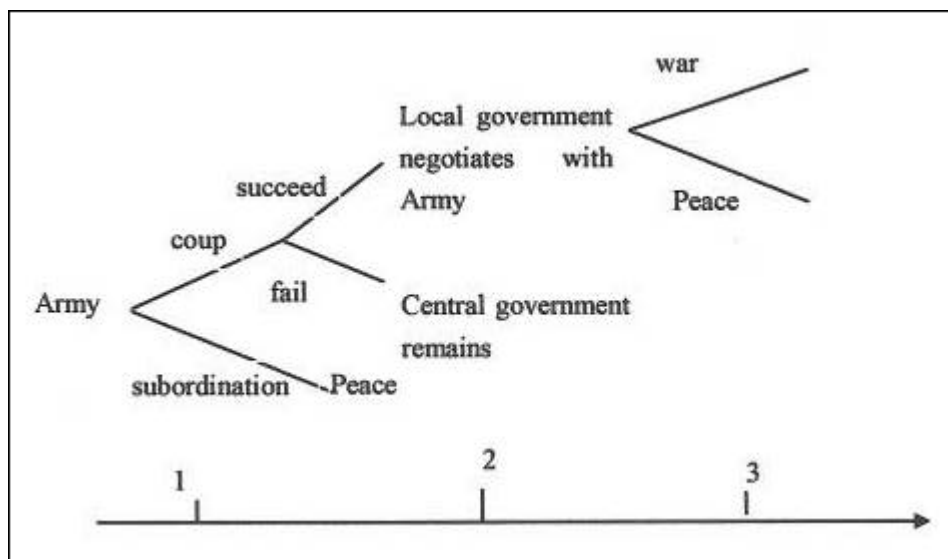 war
Local government
negotiates with
Army
succeed
Peace
coup
fail
Army
Central government
remains
subordination Peace
1
2
3